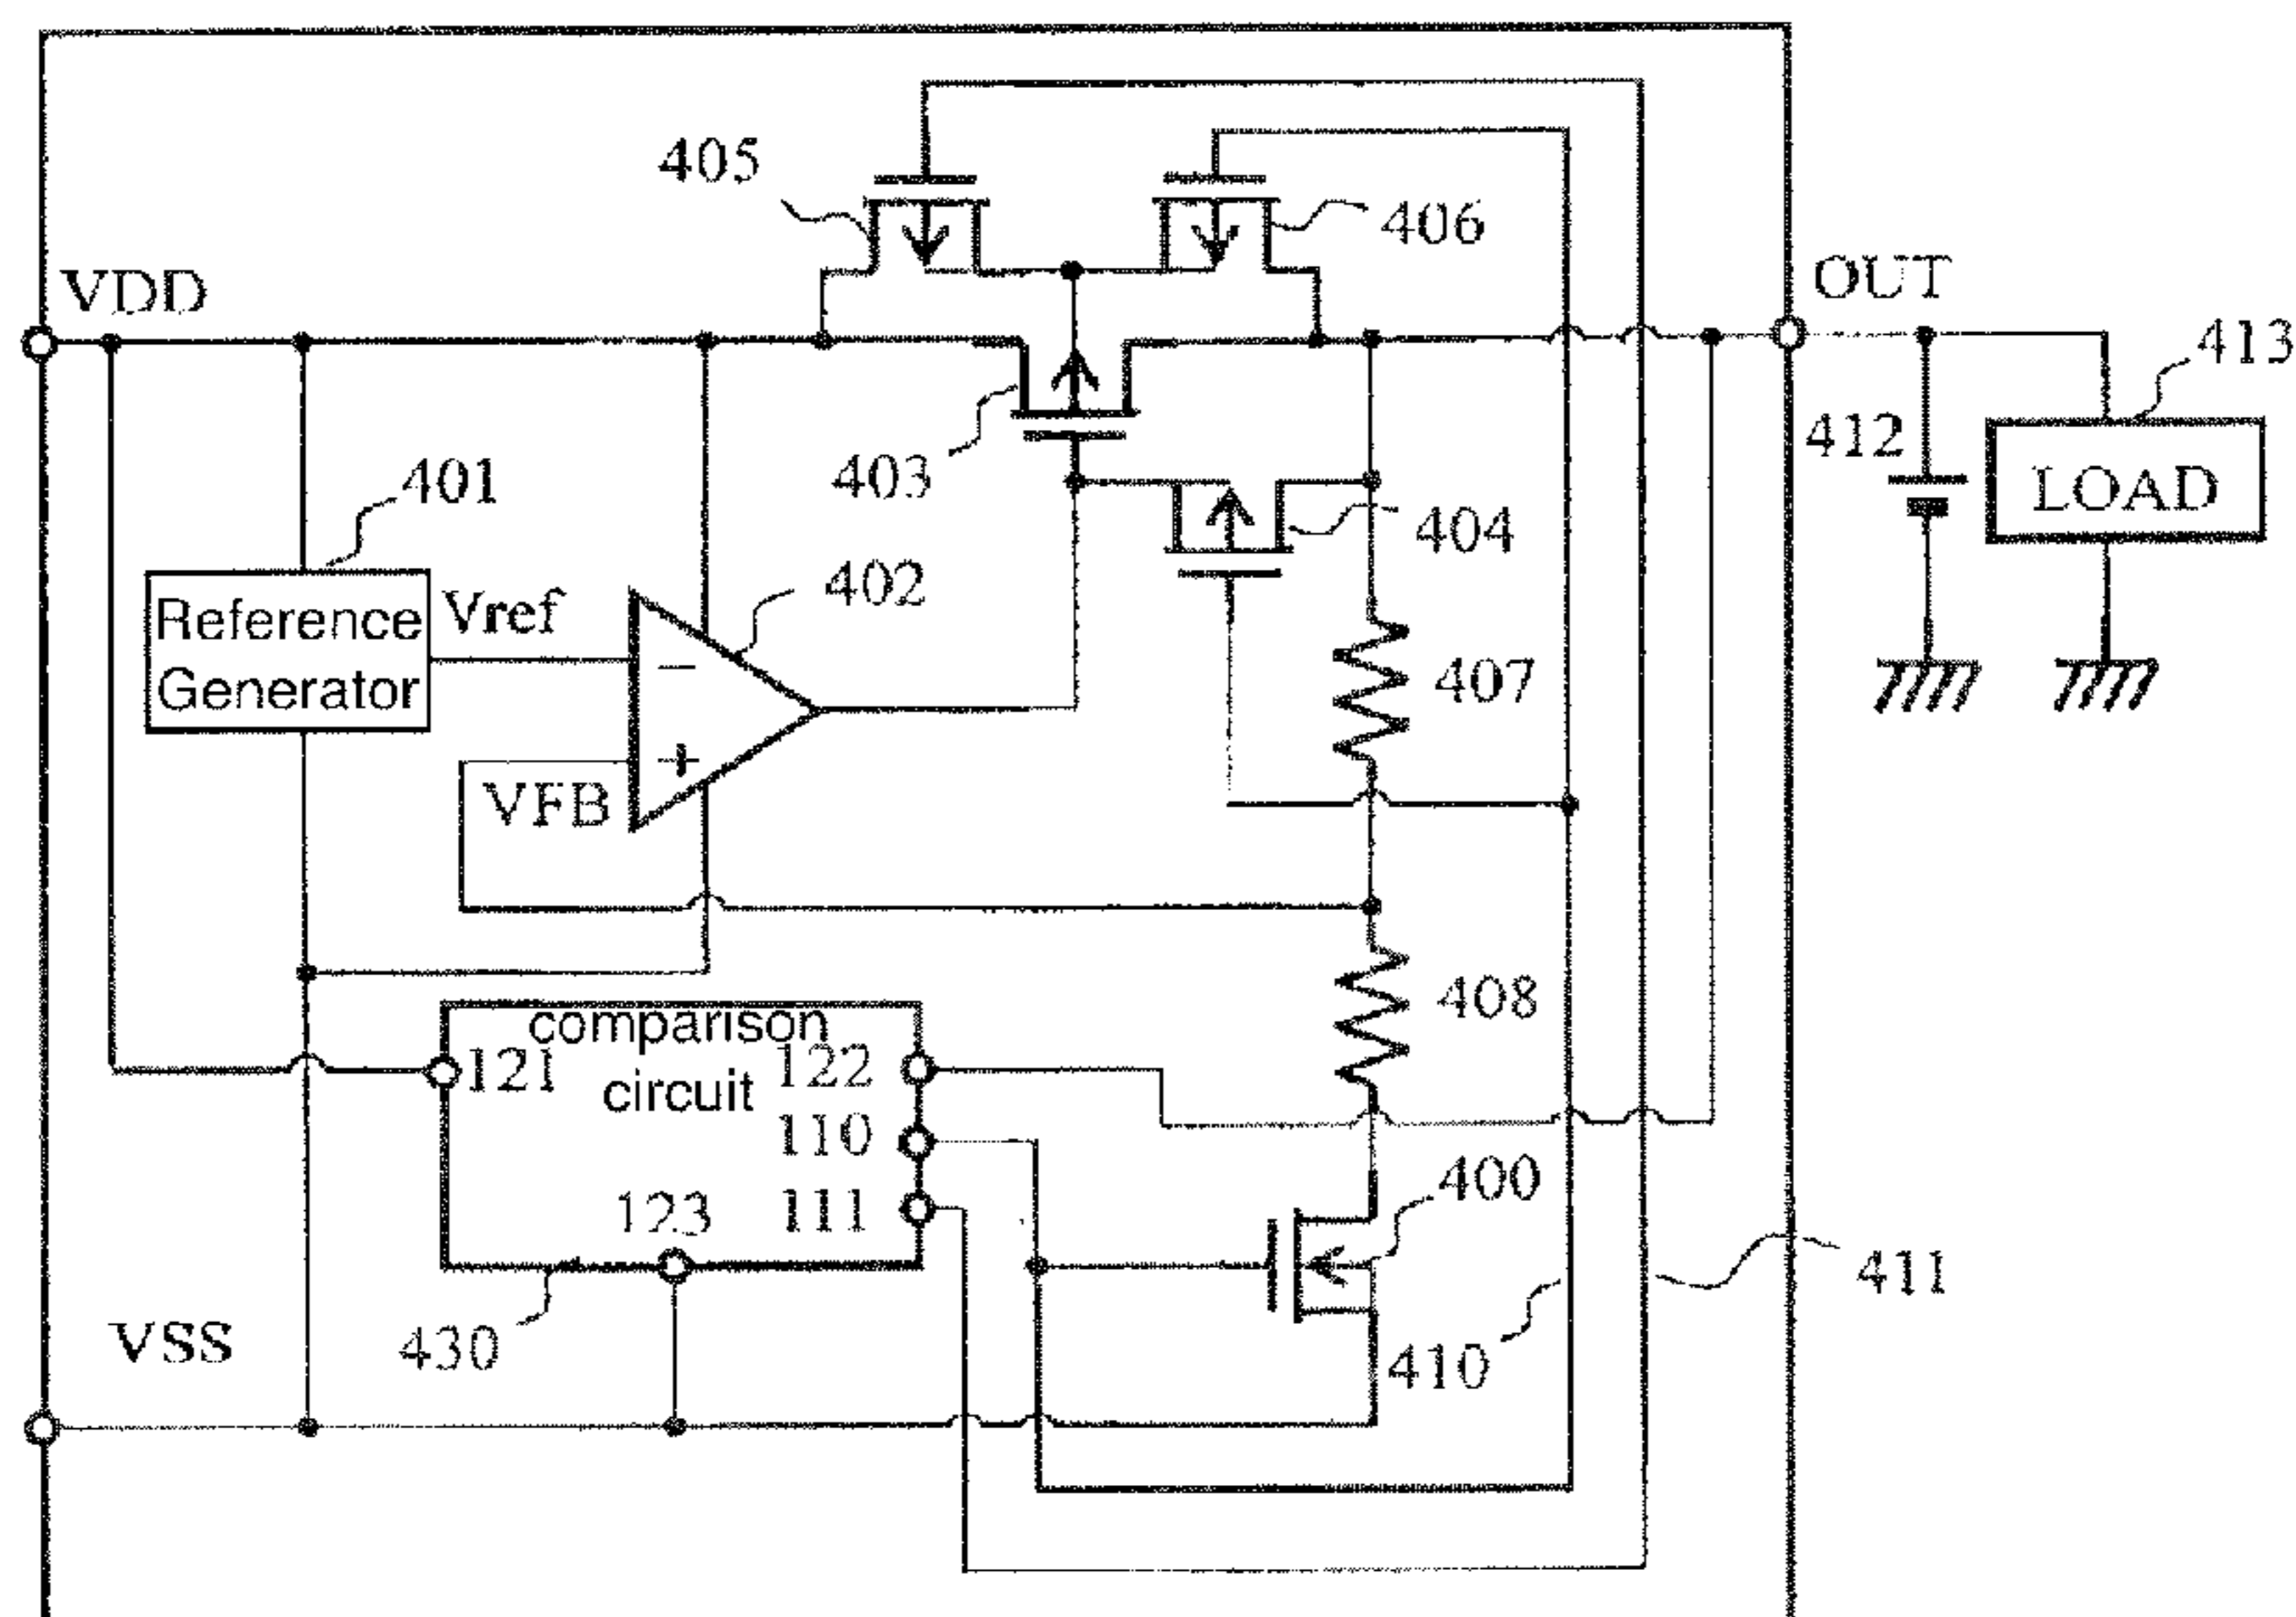 405
406
VDD
OUT
413
412
LOAD
403
401
404
Reference
Generator
Vref
402
−
+
VFB
407
408
comparison
circuit
121
122
110
111
123
400
411
410
430
VSS